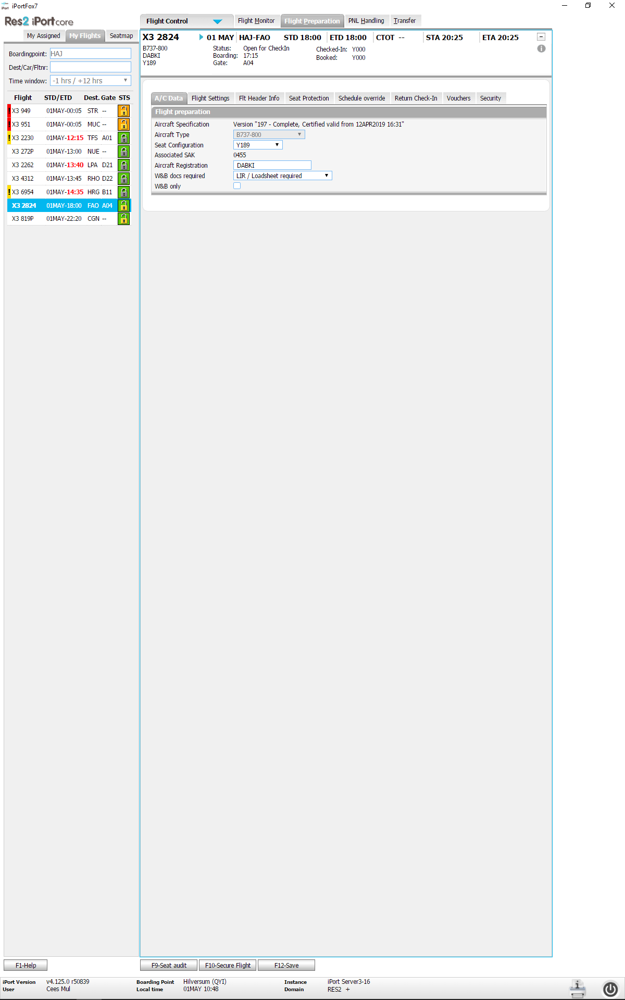 iPortFox7
Res2 iPortcore
Flight Control
Flight Monitor
Flight Preparation
PNL Handling
Transfer
My Assigned
My Flights
Seatmap
Boardingpoint: HAJ
Dest/Car/Fltnr:
Time window: -1 hrs / +12 hrs
Flight STD/ETD Dest. Gate STS
! X3 949 01MAY-00:05 STR --
! X3 951 01MAY-00:05 MUC --
! X3 2230 01MAY-12:15 TFS A01
X3 272P 01MAY-13:00 NUE --
X3 2262 01MAY-13:40 LPA D21
X3 4312 01MAY-13:45 RHO D22
! X3 6954 01MAY-14:35 HRG B11
X3 2824 01MAY-18:00 FAO A04
X3 819P 01MAY-22:20 CGN --
X3 2824 01 MAY HAJ-FAO STD 18:00 ETD 18:00 CTOT -- STA 20:25 ETA 20:25
B737-800 Status: Open for CheckIn Checked-In: Y000
DABKI Boarding: 17:15 Booked: Y000
Y189 Gate: A04
A/C Data
Flight Settings
Flt Header Info
Seat Protection
Schedule override
Return Check-In
Vouchers
Security
Flight preparation
Aircraft Specification Version "197 - Complete, Certified valid from 12APR2019 16:31"
Aircraft Type B737-800
Seat Configuration Y189
Associated SAK 0455
Aircraft Registration DABKI
W&B docs required LIR / Loadsheet required
W&B only
F1-Help
F9-Seat audit
F10-Secure Flight
F12-Save
iPort Version v4.125.0 r50839 Boarding Point Hilversum (QYI) Instance iPort Server3-16
User Cees Mul Local time 01MAY 10:48 Domain RES2 +